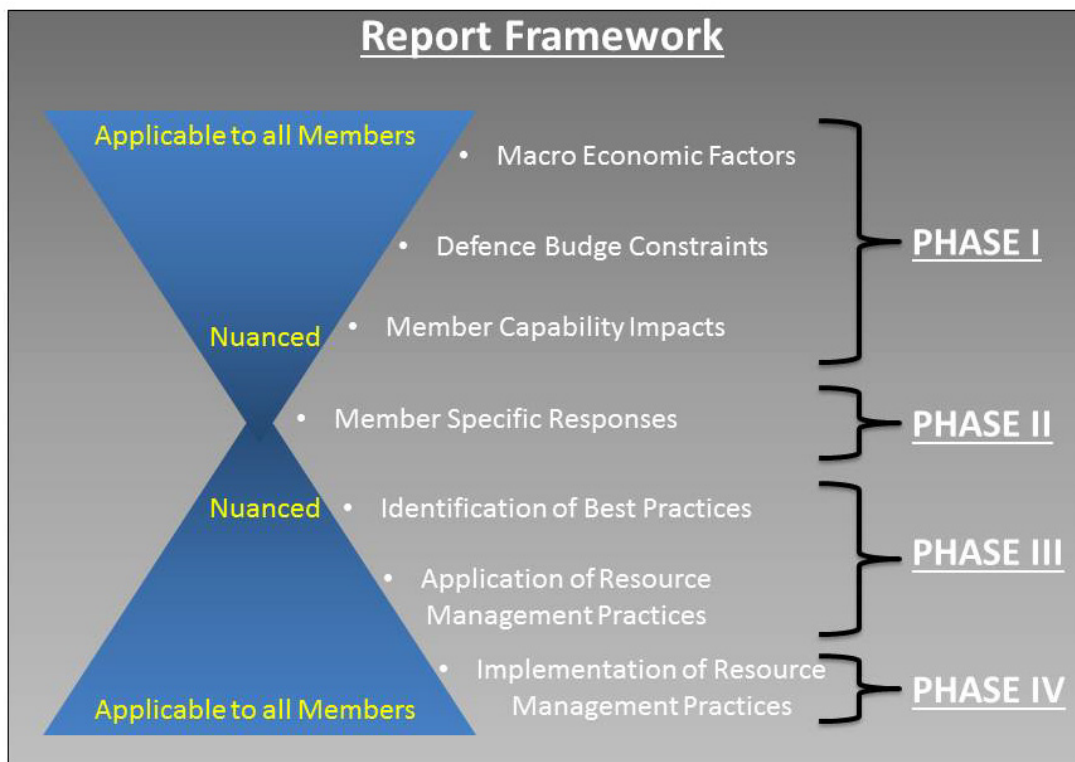 Report Framework
Applicable to all Members
• Macro Economic Factors
• Defence Budge Constraints
PHASE I
Nuanced
• Member Capability Impacts
• Member Specific Responses
PHASE II
Nuanced
• Identification of Best Practices
• Application of Resource
Management Practices
PHASE III
• Implementation of Resource
Management Practices
Applicable to all Members
PHASE IV